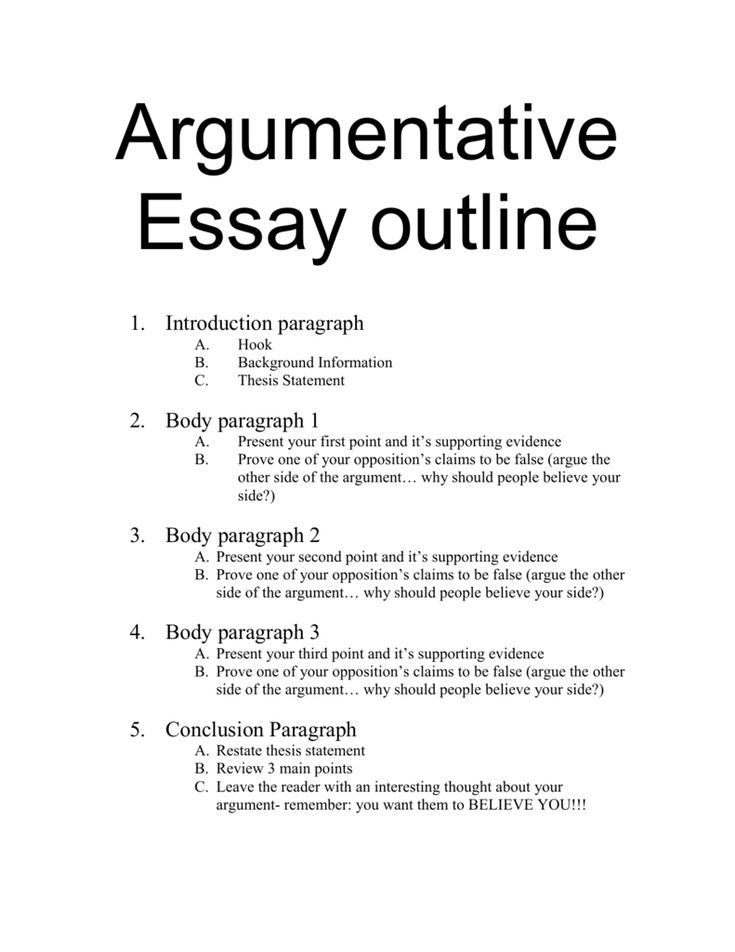 Argumentative
Essay outline
1. Introduction paragraph
A. Hook
B. Background Information
C. Thesis Statement
2. Body paragraph 1
A. Present your first point and it’s supporting evidence
B. Prove one of your opposition’s claims to be false (argue the
other side of the argument… why should people believe your
side?)
3. Body paragraph 2
A. Present your second point and it’s supporting evidence
B. Prove one of your opposition’s claims to be false (argue the other
side of the argument… why should people believe your side?)
4. Body paragraph 3
A. Present your third point and it’s supporting evidence
B. Prove one of your opposition’s claims to be false (argue the other
side of the argument… why should people believe your side?)
5. Conclusion Paragraph
A. Restate thesis statement
B. Review 3 main points
C. Leave the reader with an interesting thought about your
argument- remember: you want them to BELIEVE YOU!!!